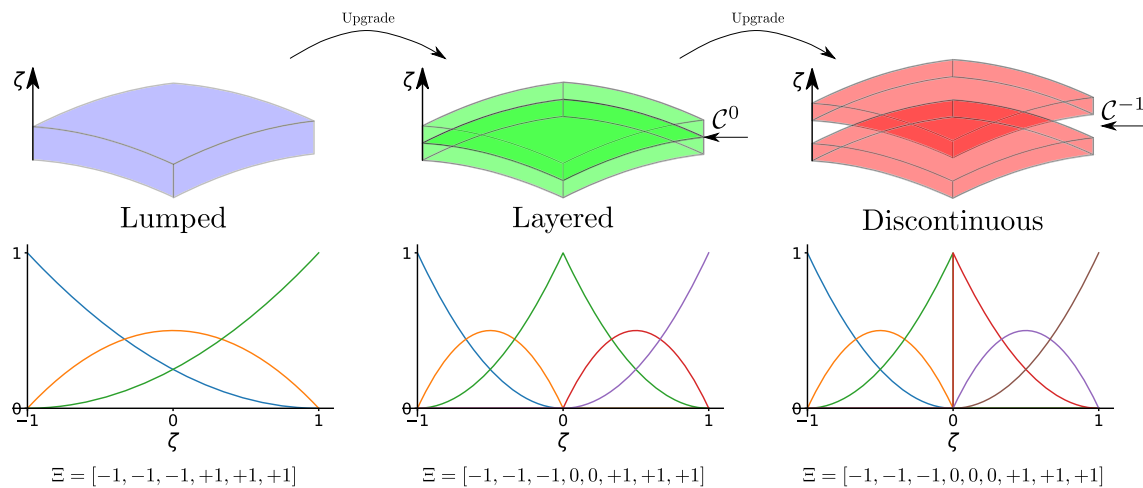 Upgrade Upgrade
ζ ζ ζ
C⁰ C⁻¹
Lumped Layered Discontinuous
1 1 1
0 0 0
−1 0 1 −1 0 1 −1 0 1
ζ ζ ζ
Ξ = [−1, −1, −1, +1, +1, +1] Ξ = [−1, −1, −1, 0, 0, +1, +1, +1] Ξ = [−1, −1, −1, 0, 0, 0, +1, +1, +1]